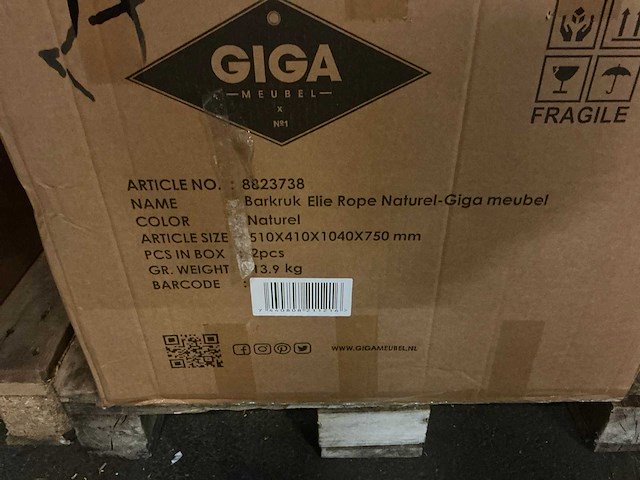 GIGA
MEUBEL
x
Nº1
FRAGILE
ARTICLE NO. : 8823738
NAME Barkruk Elie Rope Naturel-Giga meubel
COLOR Naturel
ARTICLE SIZE 510X410X1040X750 mm
PCS IN BOX : 2pcs
GR. WEIGHT 13.9 kg
BARCODE :
WWW.GIGAMEUBEL.NL